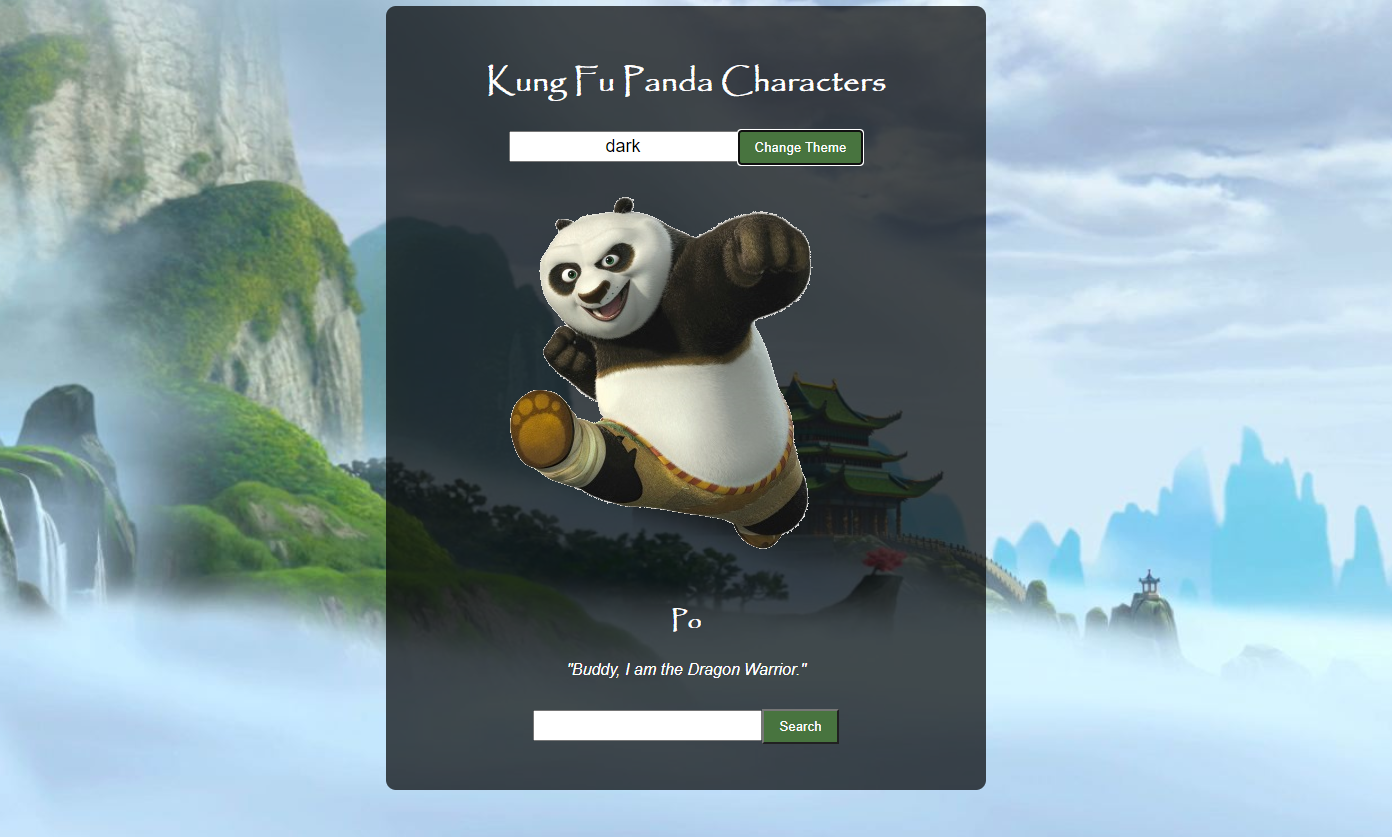 Kung Fu Panda Characters
dark
Change Theme
Po
"Buddy, I am the Dragon Warrior."
Search